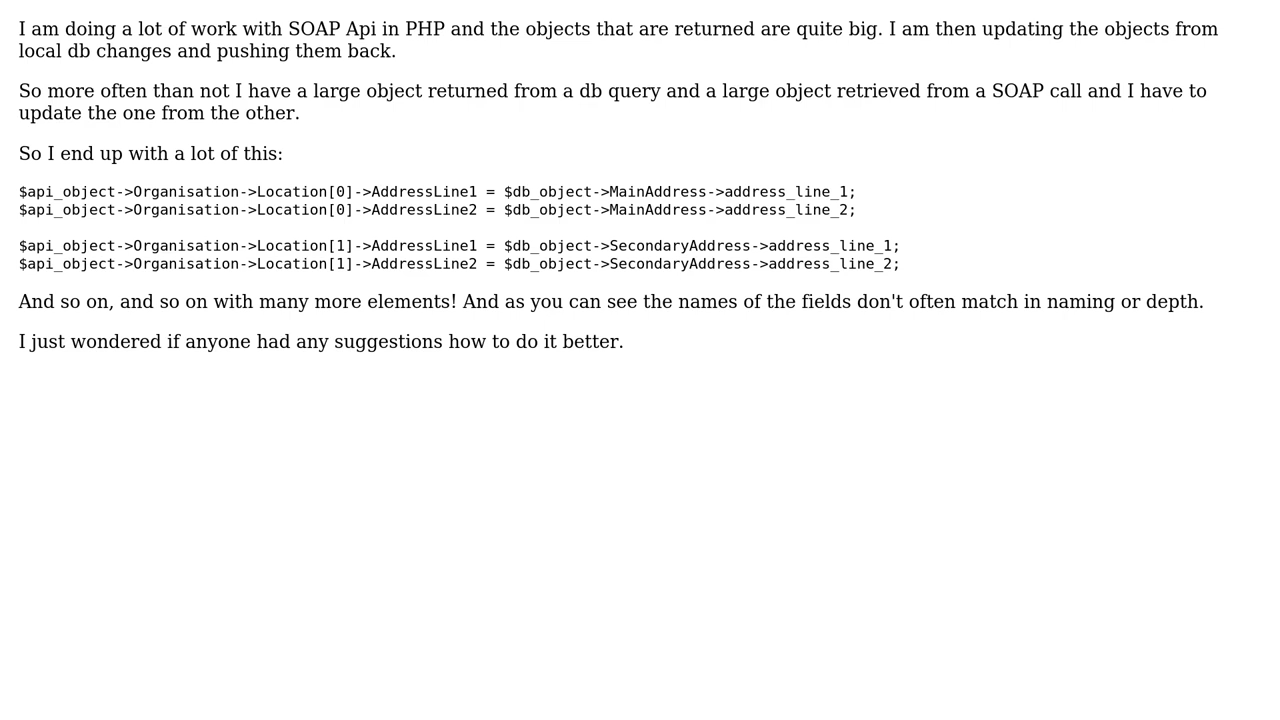 I am doing a lot of work with SOAP Api in PHP and the objects that are returned are quite big. I am then updating the objects from
local db changes and pushing them back.
So more often than not I have a large object returned from a db query and a large object retrieved from a SOAP call and I have to
update the one from the other.
So I end up with a lot of this:
$api_object->Organisation->Location[0]->AddressLine1 = $db_object->MainAddress->address_line_1;
$api_object->Organisation->Location[0]->AddressLine2 = $db_object->MainAddress->address_line_2;
$api_object->Organisation->Location[1]->AddressLine1 = $db_object->SecondaryAddress->address_line_1;
$api_object->Organisation->Location[1]->AddressLine2 = $db_object->SecondaryAddress->address_line_2;
And so on, and so on with many more elements! And as you can see the names of the fields don't often match in naming or depth.
I just wondered if anyone had any suggestions how to do it better.